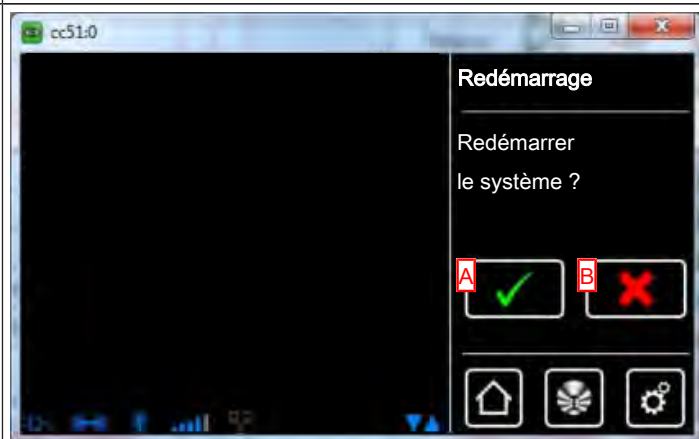 cc51:0
Redémarrage
Redémarrer
le système ?
A
B